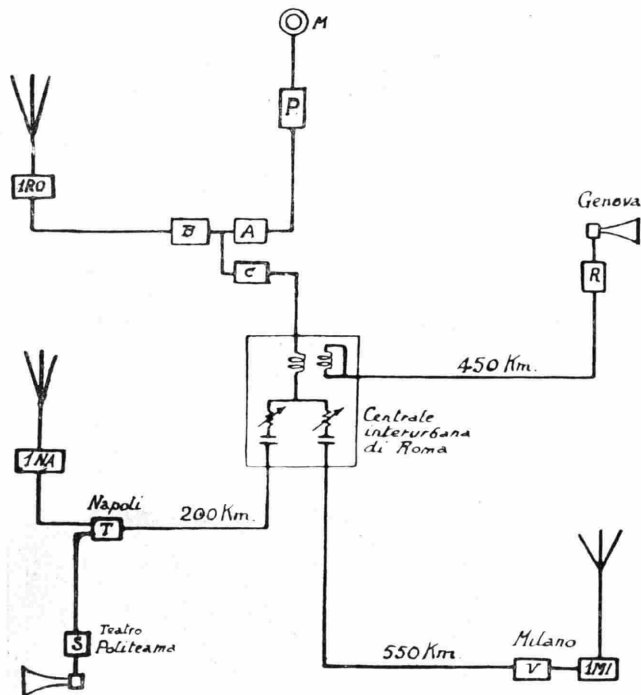 M
P
1RO
B
A
C
Genova
R
450 Km.
Centrale
interurbana
di Roma
1NA
Napoli
T
200 Km.
Teatro
Politeama
S
550 Km.
Milano
V
1MI